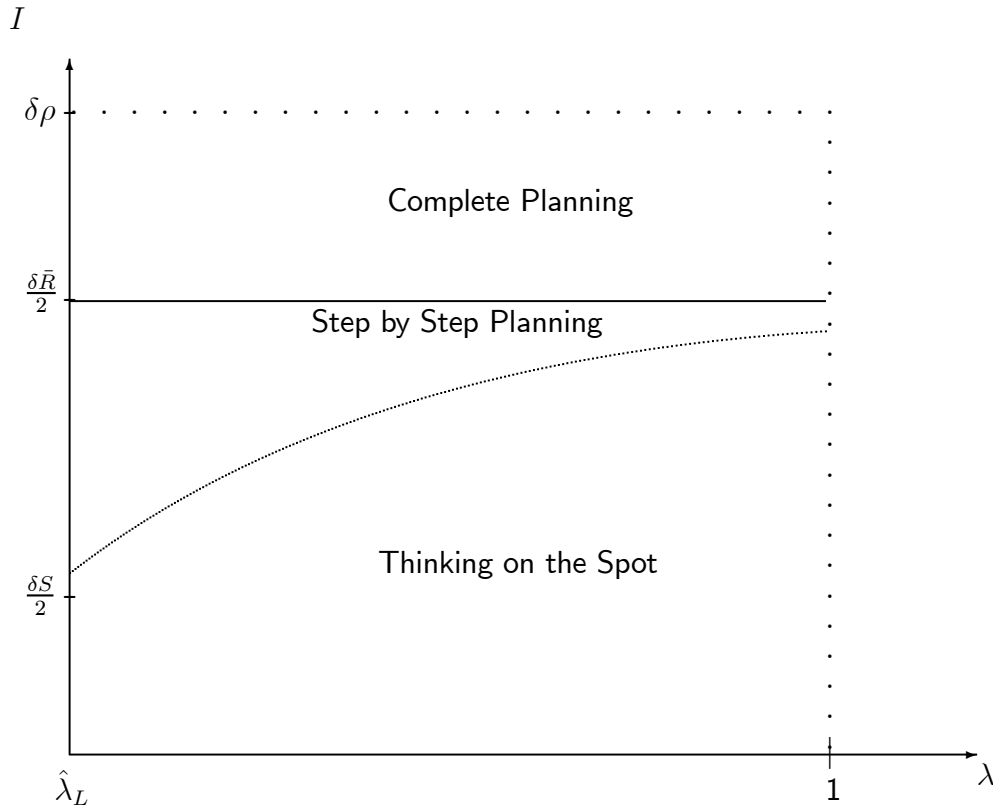 I
δρ
Complete Planning
δR̄/2
Step by Step Planning
Thinking on the Spot
δS/2
λ
λ̂_L
1